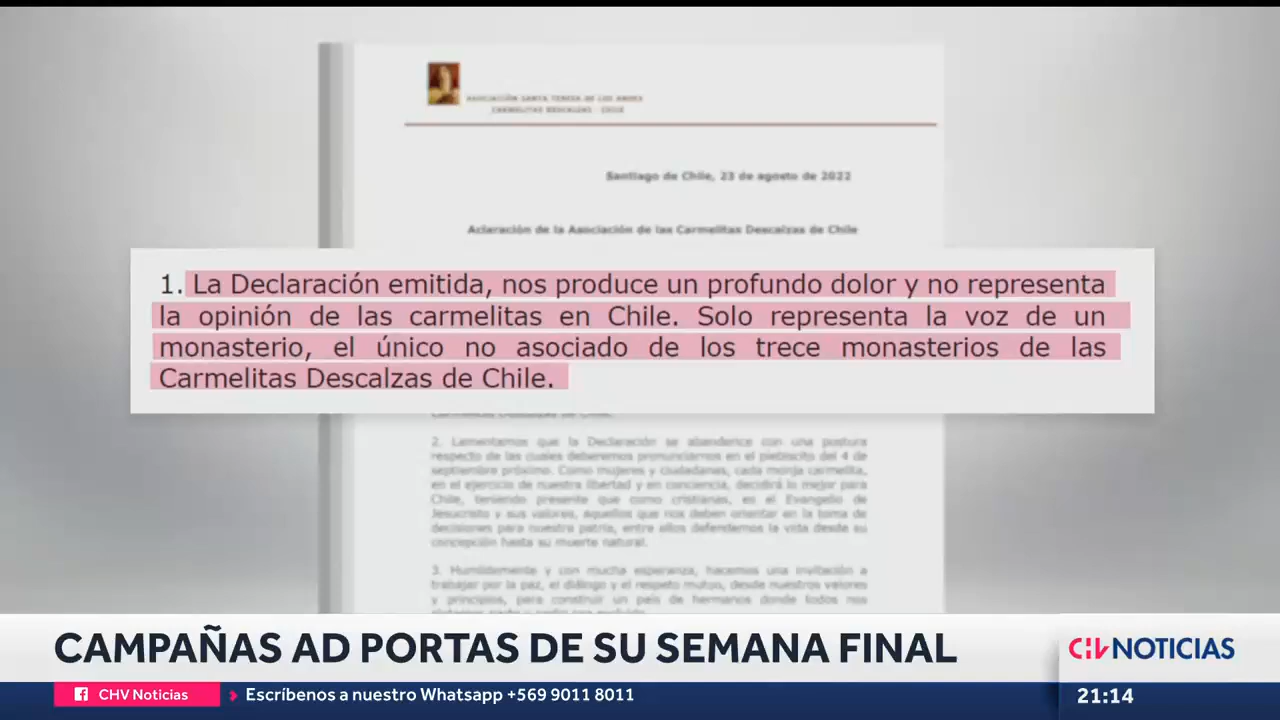 ASOCIACIÓN SANTA TERESA DE LOS ANDES
CARMELITAS DESCALZAS - CHILE
Santiago de Chile, 23 de agosto de 2022
Aclaración de la Asociación de las Carmelitas Descalzas de Chile
1. La Declaración emitida, nos produce un profundo dolor y no representa
la opinión de las carmelitas en Chile. Solo representa la voz de un
monasterio, el único no asociado de los trece monasterios de las
Carmelitas Descalzas de Chile.
Carmelitas Descalzas de Chile.
2. Lamentamos que la Declaración se abanderice con una postura
respecto de las cuales deberemos pronunciarnos en el plebiscito del 4 de
septiembre próximo. Como mujeres y ciudadanas, cada monja carmelita,
en el ejercicio de nuestra libertad y en conciencia, decidirá lo mejor para
Chile, teniendo presente que como cristianas, es el Evangelio de
Jesucristo y sus valores, aquellos que nos deben orientar en la toma de
decisiones para nuestra patria, entre ellos defendemos la vida desde su
concepción hasta su muerte natural.
3. Humildemente y con mucha esperanza, hacemos una invitación a
trabajar por la paz, el diálogo y el respeto mutuo, desde nuestros valores
y principios, para construir un país de hermanos donde todos nos
CAMPAÑAS AD PORTAS DE SU SEMANA FINAL
CHV NOTICIAS
CHV Noticias
Escríbenos a nuestro Whatsapp +569 9011 8011
21:14